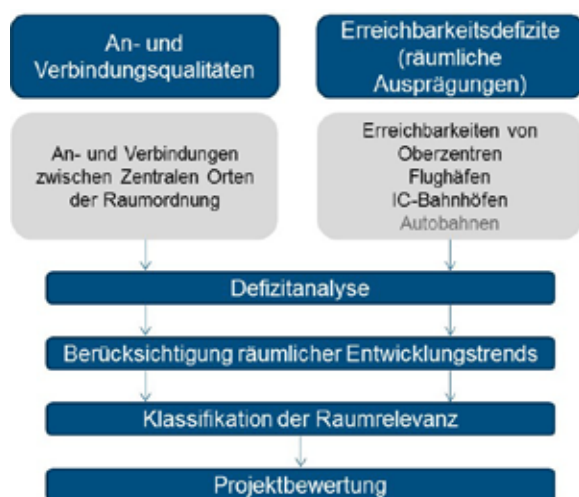 An- und
Verbindungsqualitäten
Erreichbarkeitsdefizite
(räumliche
Ausprägungen)
An- und Verbindungen
zwischen Zentralen Orten
der Raumordnung
Erreichbarkeiten von
Oberzentren
Flughäfen
IC-Bahnhöfen
Autobahnen
Defizitanalyse
Berücksichtigung räumlicher Entwicklungstrends
Klassifikation der Raumrelevanz
Projektbewertung